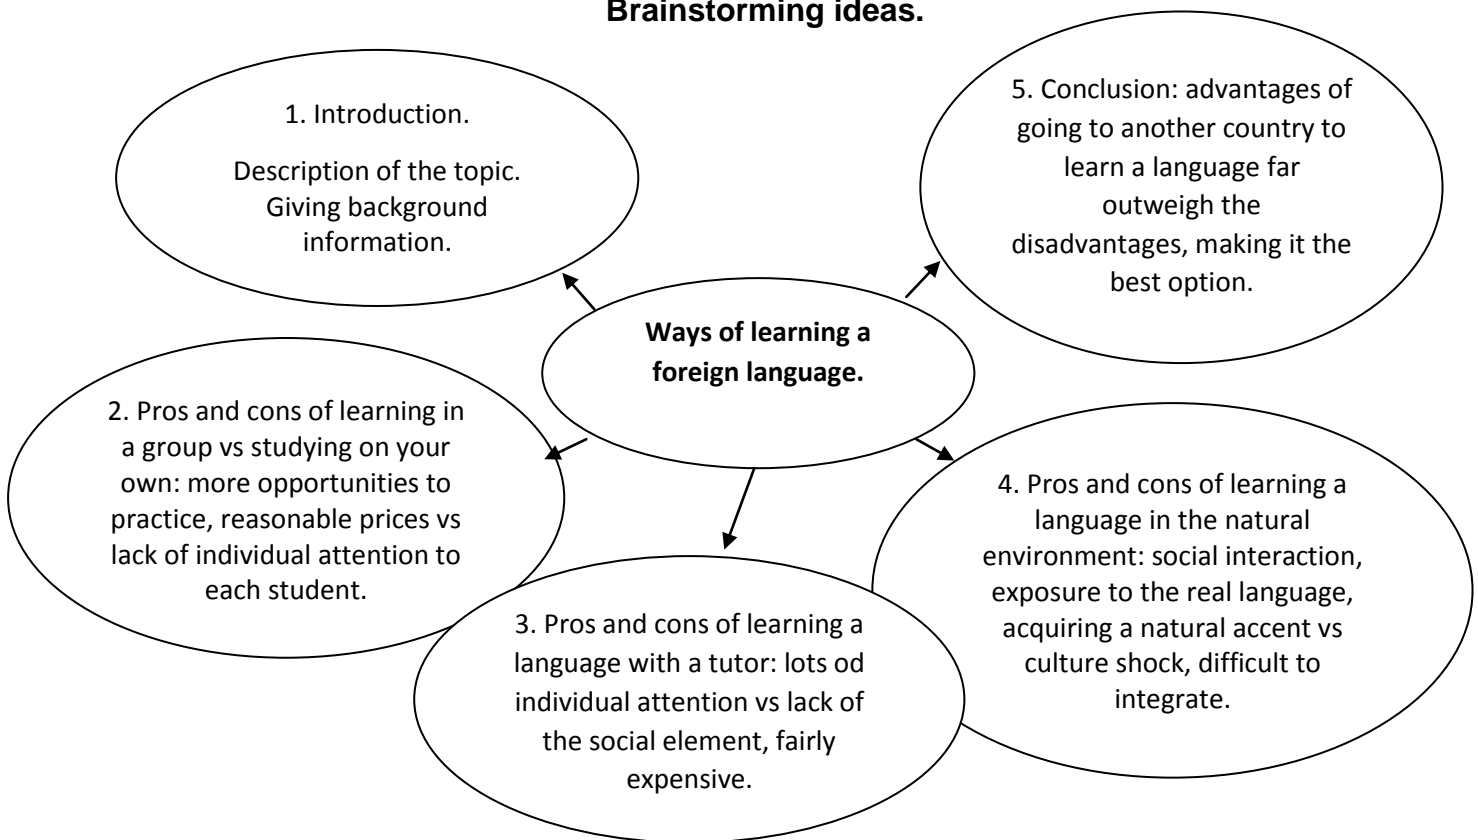 Brainstorming ideas.
1. Introduction.
Description of the topic.
Giving background
information.
5. Conclusion: advantages of
going to another country to
learn a language far
outweigh the
disadvantages, making it the
best option.
Ways of learning a
foreign language.
2. Pros and cons of learning in
a group vs studying on your
own: more opportunities to
practice, reasonable prices vs
lack of individual attention to
each student.
3. Pros and cons of learning a
language with a tutor: lots od
individual attention vs lack of
the social element, fairly
expensive.
4. Pros and cons of learning a
language in the natural
environment: social interaction,
exposure to the real language,
acquiring a natural accent vs
culture shock, difficult to
integrate.